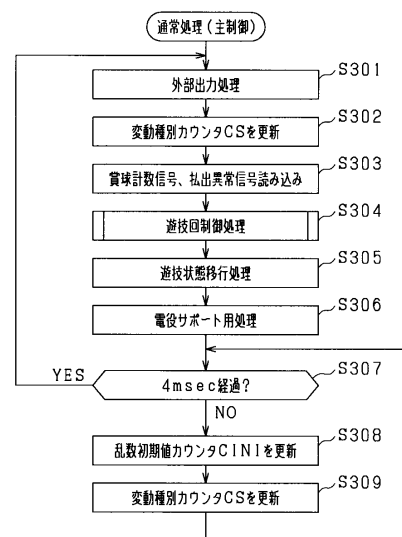 通常処理(主制御)
S301
外部出力処理
S302
変動種別カウンタCSを更新
S303
賞球計数信号、払出異常信号読み込み
S304
遊技回制御処理
S305
遊技状態移行処理
S306
電役サポート用処理
S307
YES
4msec経過?
NO
S308
乱数初期値カウンタCINIを更新
S309
変動種別カウンタCSを更新